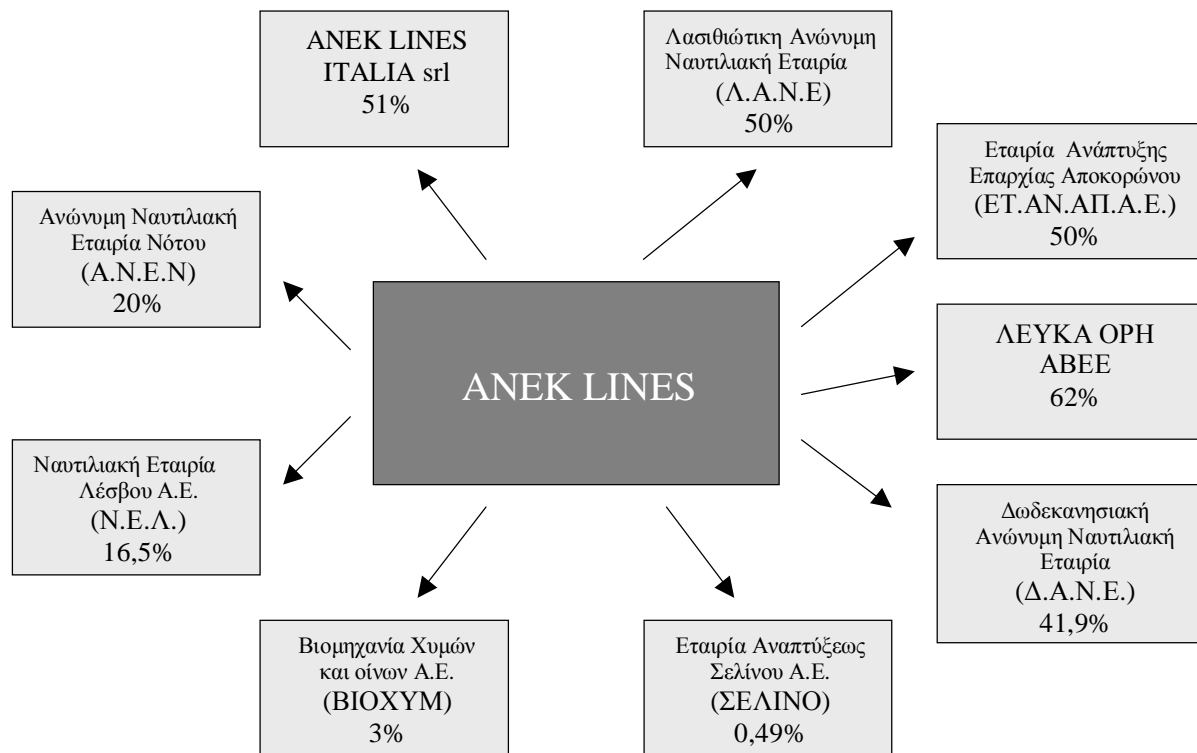 ANEK LINES
ITALIA srl
51%
Λασιθιώτικη Ανώνυμη
Ναυτιλιακή Εταιρία
(Λ.Α.Ν.Ε)
50%
Εταιρία Ανάπτυξης
Επαρχίας Αποκορώνου
(ΕΤ.ΑΝ.ΑΠ.Α.Ε.)
50%
Ανώνυμη Ναυτιλιακή
Εταιρία Νότου
(Α.Ν.Ε.Ν)
20%
ANEK LINES
ΛΕΥΚΑ ΟΡΗ
ΑΒΕΕ
62%
Ναυτιλιακή Εταιρία
Λέσβου Α.Ε.
(Ν.Ε.Λ.)
16,5%
Δωδεκανησιακή
Ανώνυμη Ναυτιλιακή
Εταιρία
(Δ.Α.Ν.Ε.)
41,9%
Βιομηχανία Χυμών
και οίνων Α.Ε.
(ΒΙΟΧΥΜ)
3%
Εταιρία Αναπτύξεως
Σελίνου Α.Ε.
(ΣΕΛΙΝΟ)
0,49%